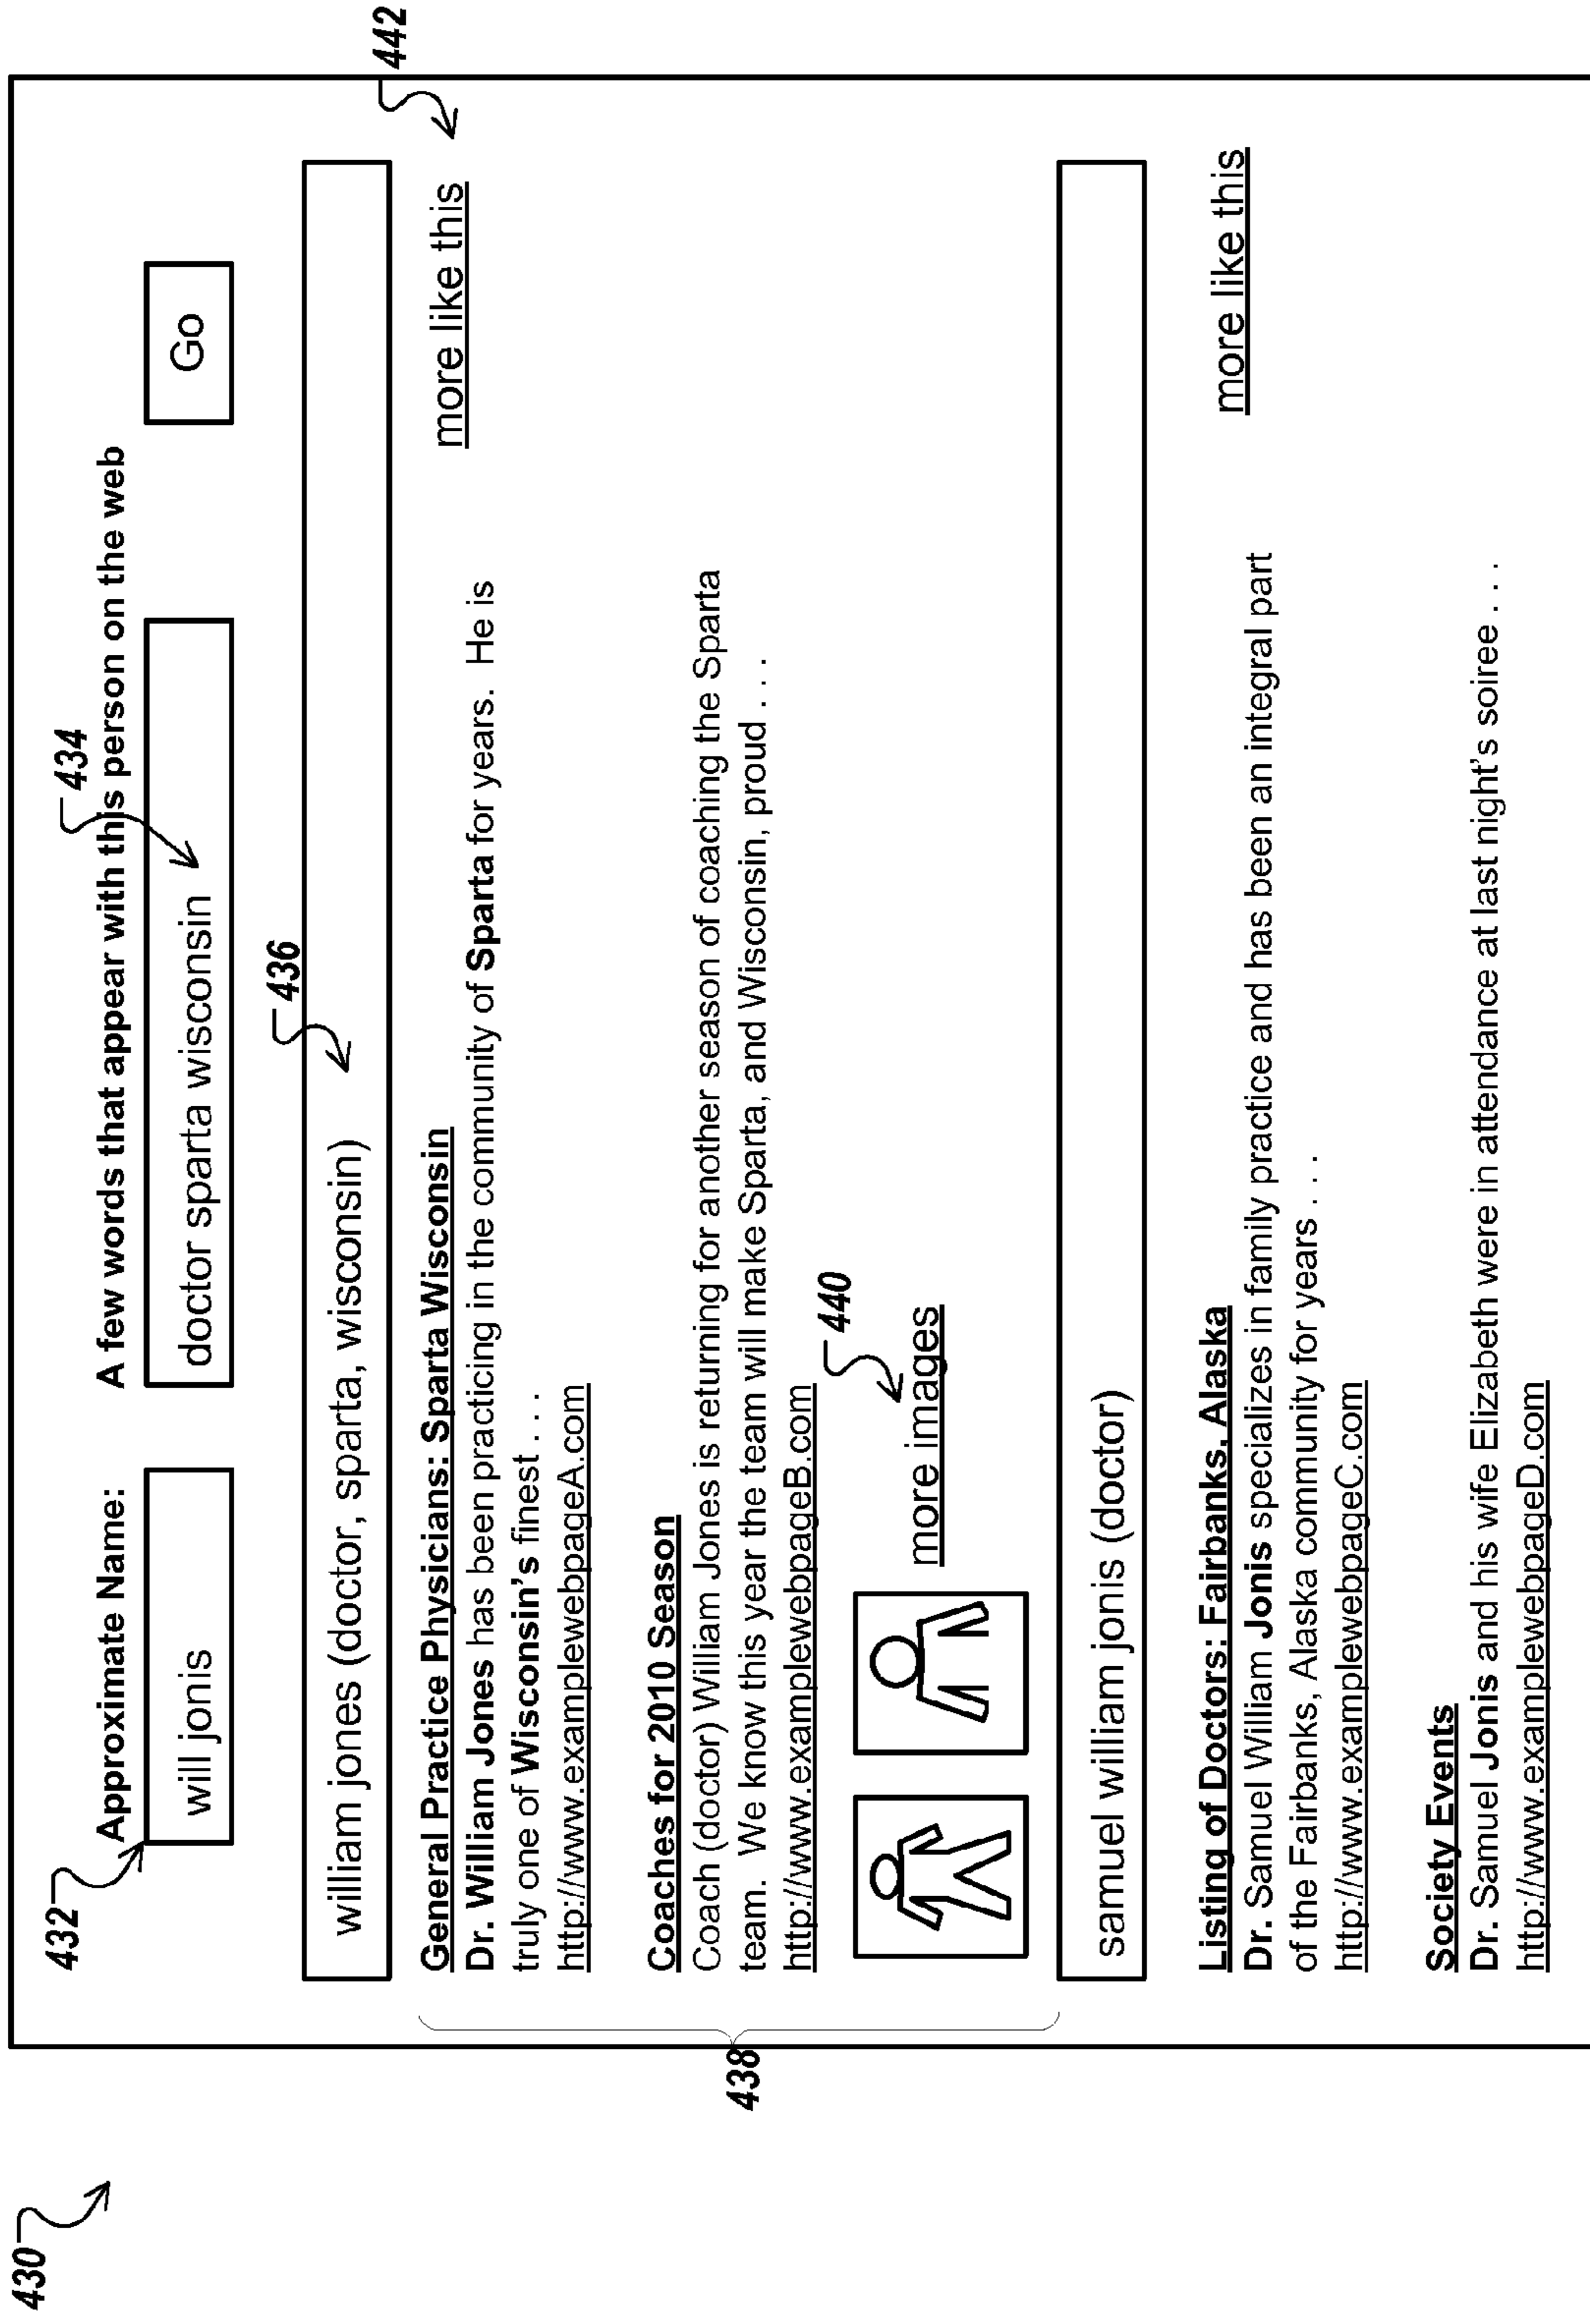 430
432
434
Approximate Name:
A few words that appear with this person on the web
will jonis
doctor sparta wisconsin
Go
436
william jones (doctor, sparta, wisconsin)
442
General Practice Physicians: Sparta Wisconsin
more like this
Dr. William Jones has been practicing in the community of Sparta for years. He is
truly one of Wisconsin's finest . . .
http://www.examplewebpageA.com
Coaches for 2010 Season
Coach (doctor) William Jones is returning for another season of coaching the Sparta
team. We know this year the team will make Sparta, and Wisconsin, proud . . .
http://www.examplewebpageB.com
438
440
more images
samuel william jonis (doctor)
Listing of Doctors: Fairbanks, Alaska
more like this
Dr. Samuel William Jonis specializes in family practice and has been an integral part
of the Fairbanks, Alaska community for years . . .
http://www.examplewebpageC.com
Society Events
Dr. Samuel Jonis and his wife Elizabeth were in attendance at last night's soiree . . .
http://www.examplewebpageD.com